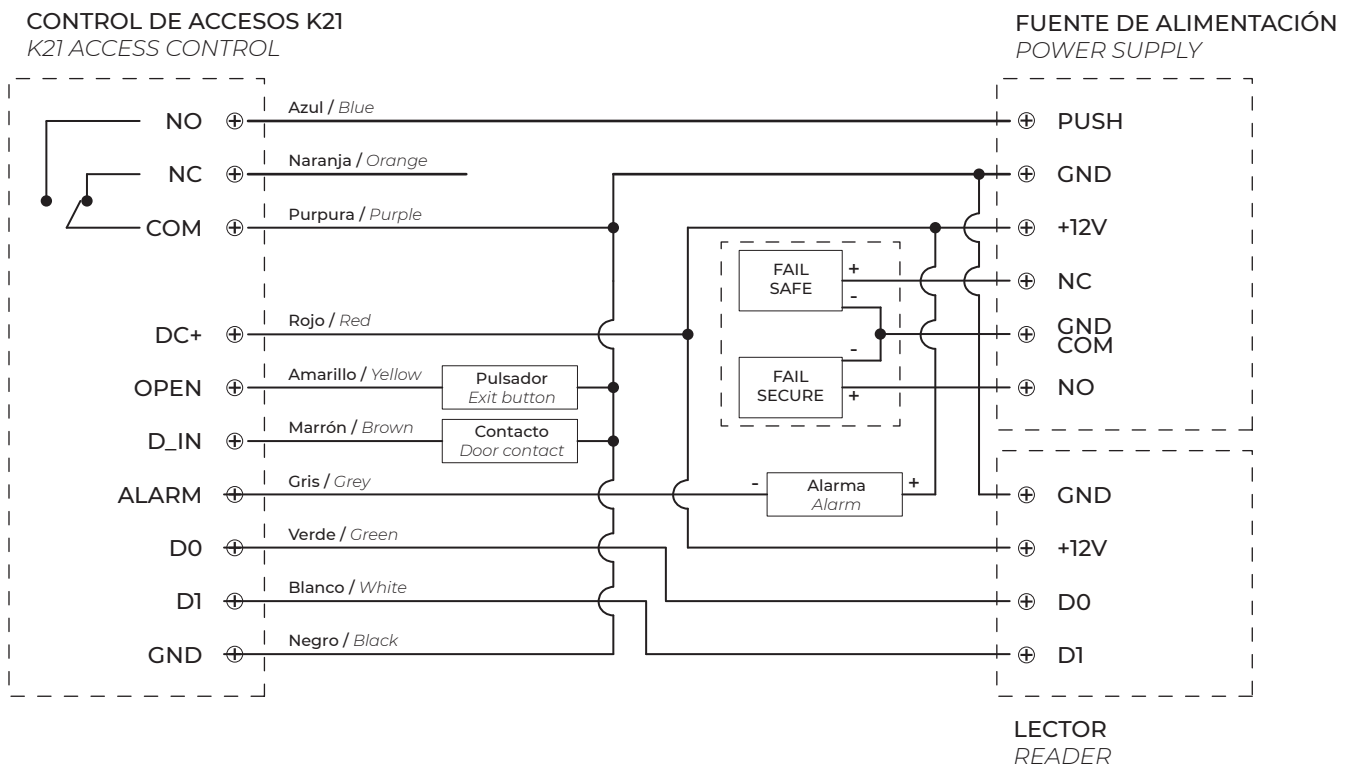 CONTROL DE ACCESOS K21
K21 ACCESS CONTROL
FUENTE DE ALIMENTACIÓN
POWER SUPPLY
NO
Azul / Blue
PUSH
NC
Naranja / Orange
GND
COM
Purpura / Purple
+12V
FAIL
SAFE
+
-
NC
DC+
Rojo / Red
GND
COM
OPEN
Amarillo / Yellow
Pulsador
Exit button
-
FAIL
SECURE
+
NO
D_IN
Marrón / Brown
Contacto
Door contact
ALARM
Gris / Grey
-
Alarma
Alarm
+
GND
D0
Verde / Green
+12V
D1
Blanco / White
D0
GND
Negro / Black
D1
LECTOR
READER